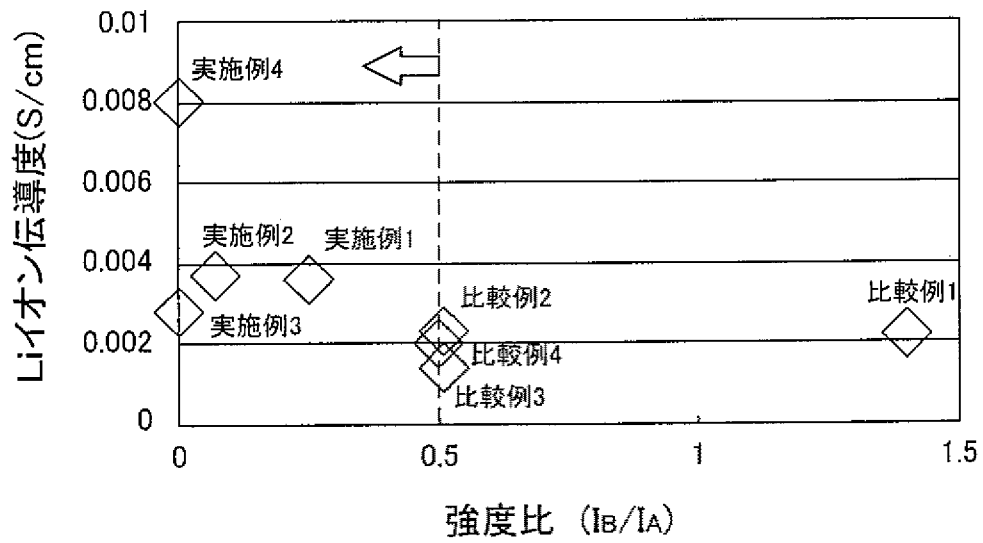 Liイオン伝導度(S/cm)
0.01
0.008
0.006
0.004
0.002
0
実施例4
実施例2
実施例1
実施例3
比較例2
比較例1
比較例4
比較例3
0
0.5
1
1.5
強度比 (IB/IA)